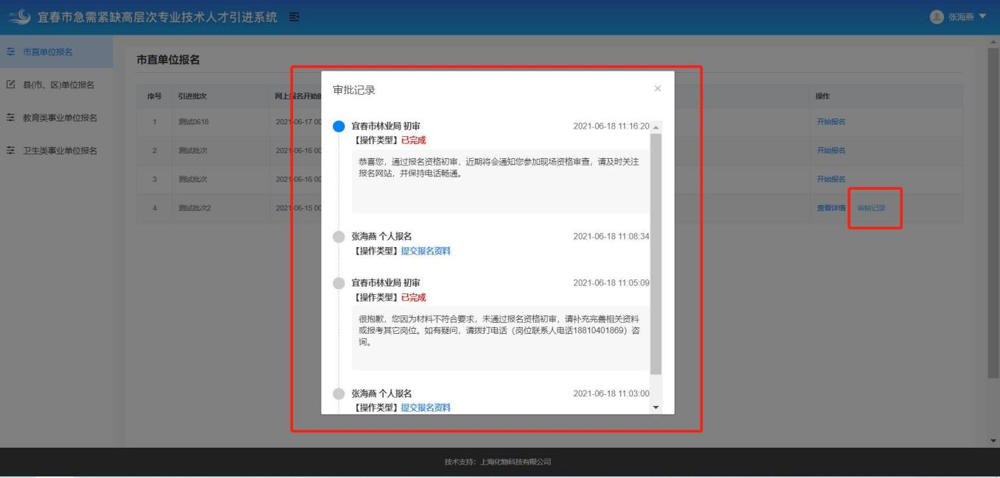 宜春市急需紧缺高层次专业技术人才引进系统
张海燕
市直单位报名
县(市、区)单位报名
教育类事业单位报名
卫生类事业单位报名
市直单位报名
序号 引进批次 网上报名开始时 操作
1 测试0618 2021-06-17 00 开始报名
2 测试批次 2021-06-16 00 开始报名
3 测试批次 2021-06-16 00 开始报名
4 测试批次2 2021-06-15 00 查看详情 审核记录
审批记录
宜春市林业局 初审 2021-06-18 11:16:20
【操作类型】已完成
恭喜您，通过报名资格初审，近期将会通知您参加现场资格审查，请及时关注
报名网站，并保持电话畅通。
张海燕 个人报名 2021-06-18 11:08:34
【操作类型】提交报名资料
宜春市林业局 初审 2021-06-18 11:05:09
【操作类型】已完成
很抱歉，您因为材料不符合要求，未通过报名资格初审，请补充完善相关资料
或报考其它岗位。如有疑问，请拨打电话（岗位联系人电话18810401869）咨
询。
张海燕 个人报名 2021-06-18 11:03:00
【操作类型】提交报名资料
技术支持：上海化物科技有限公司